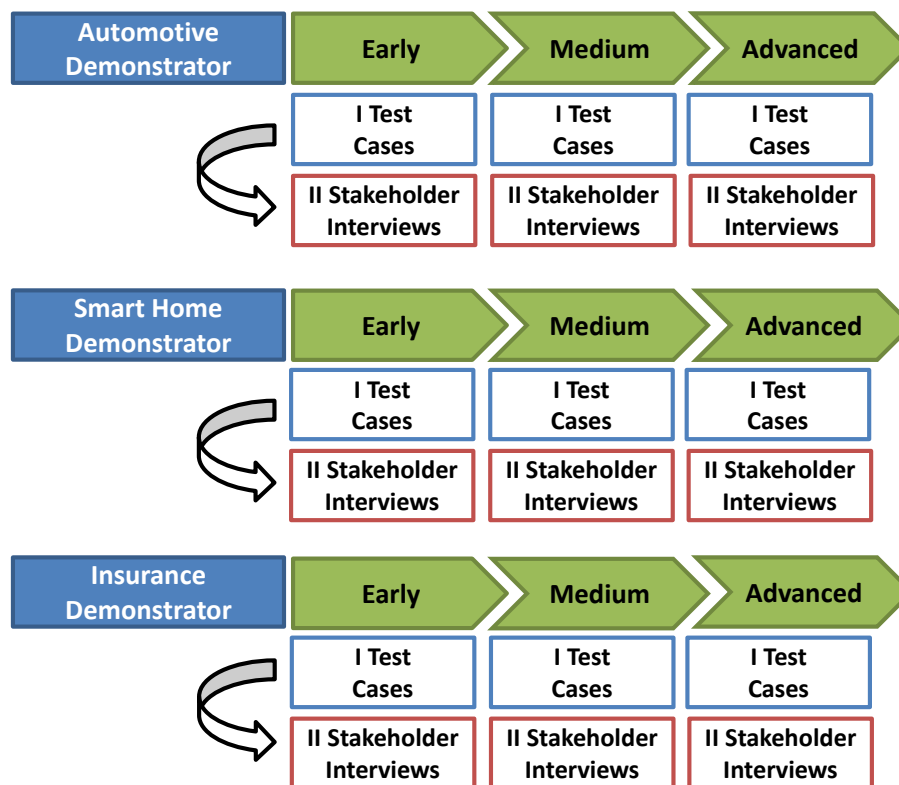 Automotive
Demonstrator
Early
Medium
Advanced
I Test
Cases
I Test
Cases
I Test
Cases
II Stakeholder
Interviews
II Stakeholder
Interviews
II Stakeholder
Interviews
Smart Home
Demonstrator
Early
Medium
Advanced
I Test
Cases
I Test
Cases
I Test
Cases
II Stakeholder
Interviews
II Stakeholder
Interviews
II Stakeholder
Interviews
Insurance
Demonstrator
Early
Medium
Advanced
I Test
Cases
I Test
Cases
I Test
Cases
II Stakeholder
Interviews
II Stakeholder
Interviews
II Stakeholder
Interviews